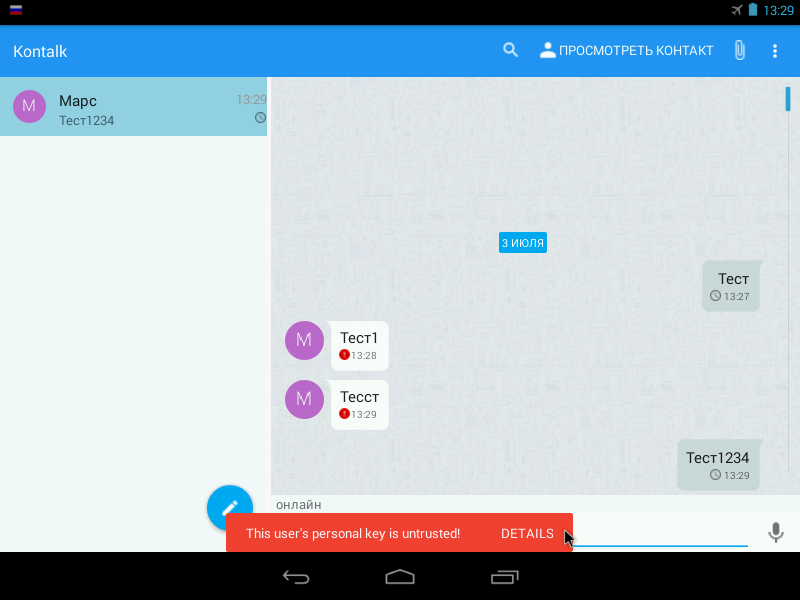 13:29
Kontalk
ПРОСМОТРЕТЬ КОНТАКТ
М
Марс
13:29
Тест1234
3 ИЮЛЯ
Тест
13:27
М
Тест1
13:28
М
Тесст
13:29
Тест1234
13:29
онлайн
This user's personal key is untrusted!
DETAILS